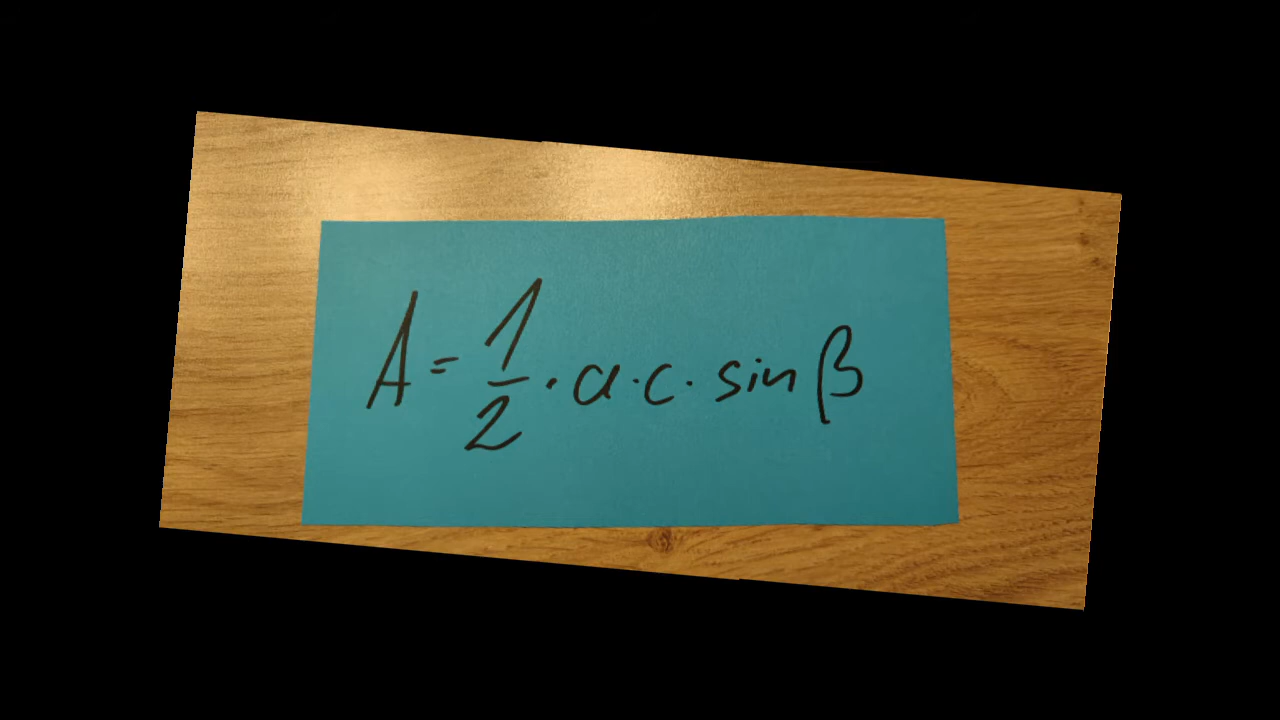 A = 1/2 · a · c · sin β